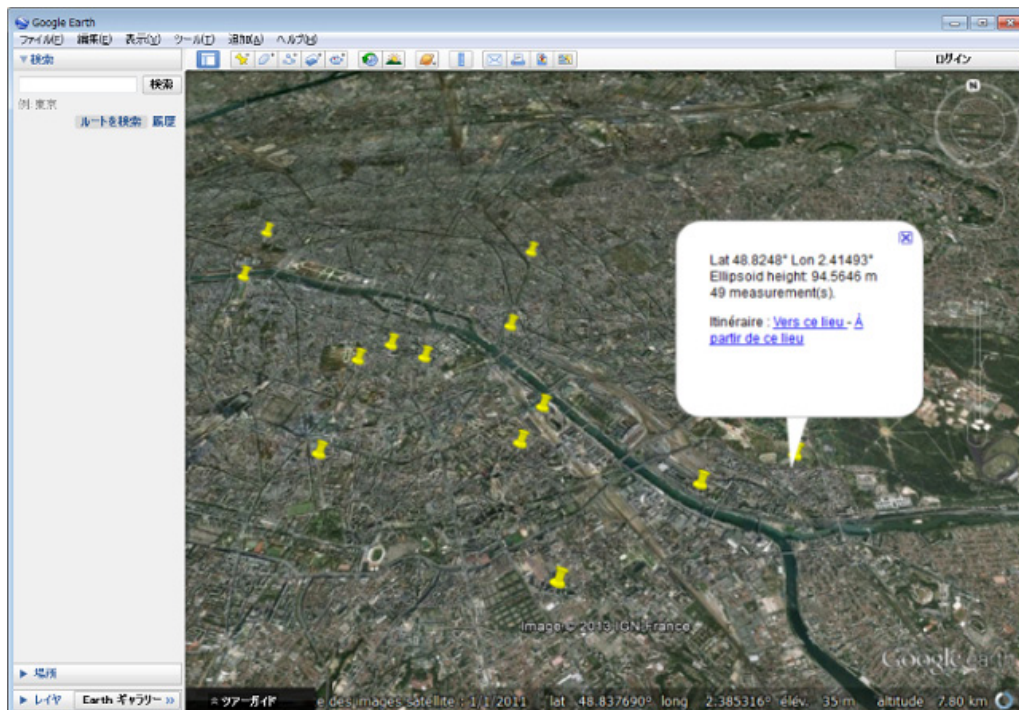 Google Earth
ファイル(F) 編集(E) 表示(V) ツール(T) 追加(A) ヘルプ(H)
▼検索
ログイン
検索
例: 東京
ルートを検索 履歴
N
Lat 48.8248° Lon 2.41493°
Ellipsoid height: 94.5646 m
49 measurement(s).
Itinéraire : Vers ce lieu - À
partir de ce lieu
Image © 2013 IGN France
Google earth
▶ 場所
▶ レイヤ Earth ギャラリー »
ツアーガイド
e des images satellite : 1/1/2011 lat 48.837690° long 2.385316° élév. 35 m altitude 7.80 km